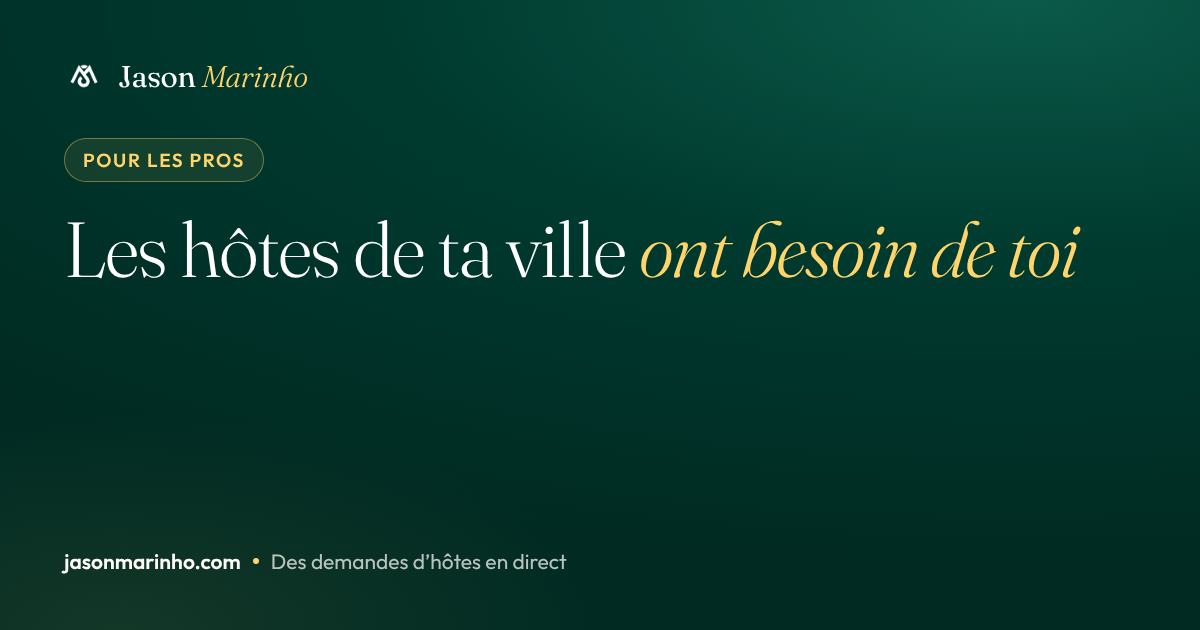 Jason Marinho
POUR LES PROS
Les hôtes de ta ville ont besoin de toi
jasonmarinho.com • Des demandes d’hôtes en direct